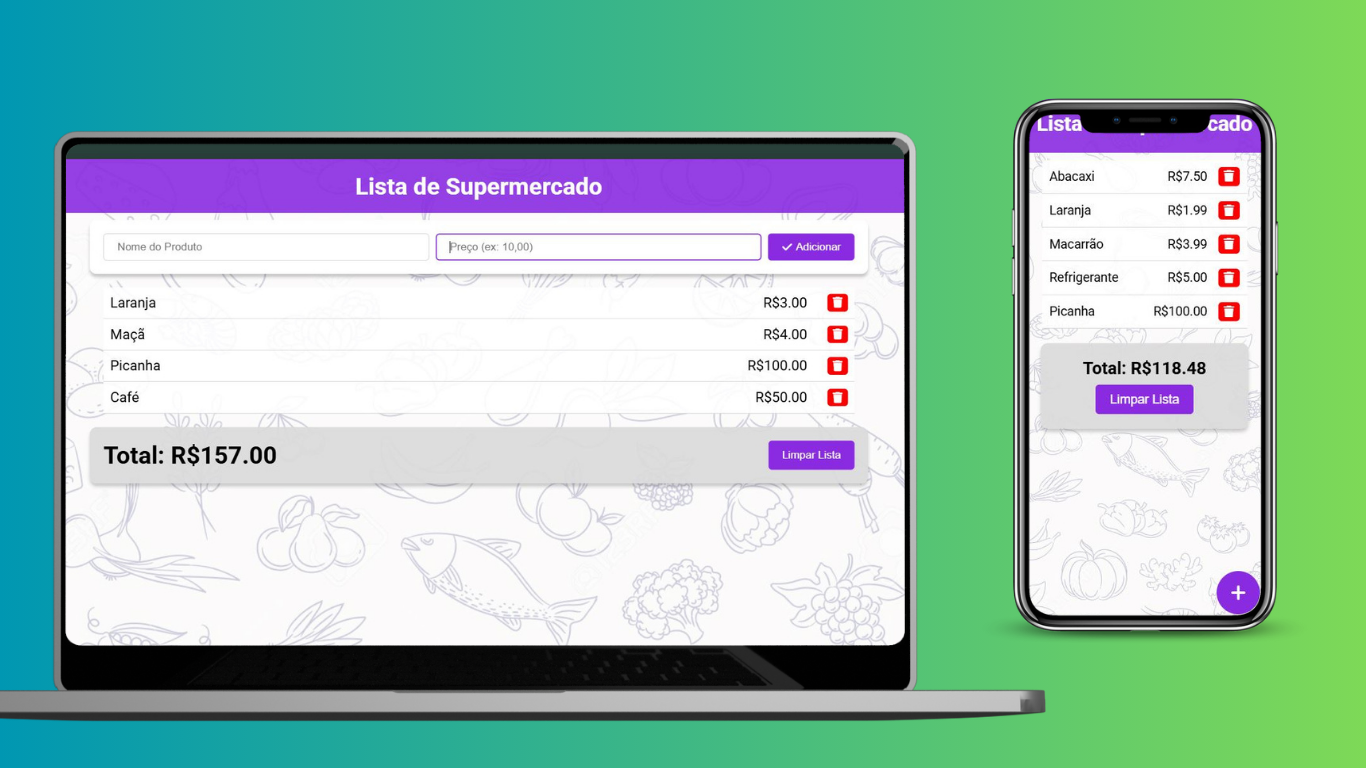 Lista de Supermercado
Nome do Produto
Preço (ex: 10,00)
Adicionar
Laranja R$3.00
Maçã R$4.00
Picanha R$100.00
Café R$50.00
Total: R$157.00
Limpar Lista
Lista cado
Abacaxi R$7.50
Laranja R$1.99
Macarrão R$3.99
Refrigerante R$5.00
Picanha R$100.00
Total: R$118.48
Limpar Lista
+